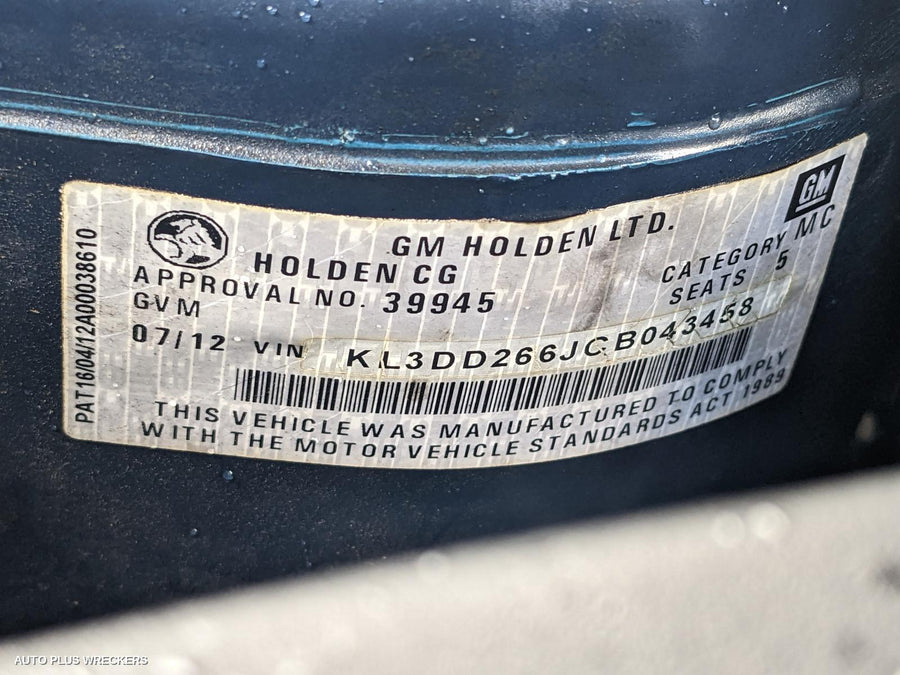 GM
GM HOLDEN LTD.
HOLDEN CG
CATEGORY MC
APPROVAL NO. 39945
SEATS 5
GVM
07/12 VIN KL3DD266JCB043458
THIS VEHICLE WAS MANUFACTURED TO COMPLY
WITH THE MOTOR VEHICLE STANDARDS ACT 1989
PAT16/04/12A00038610
AUTO PLUS WRECKERS